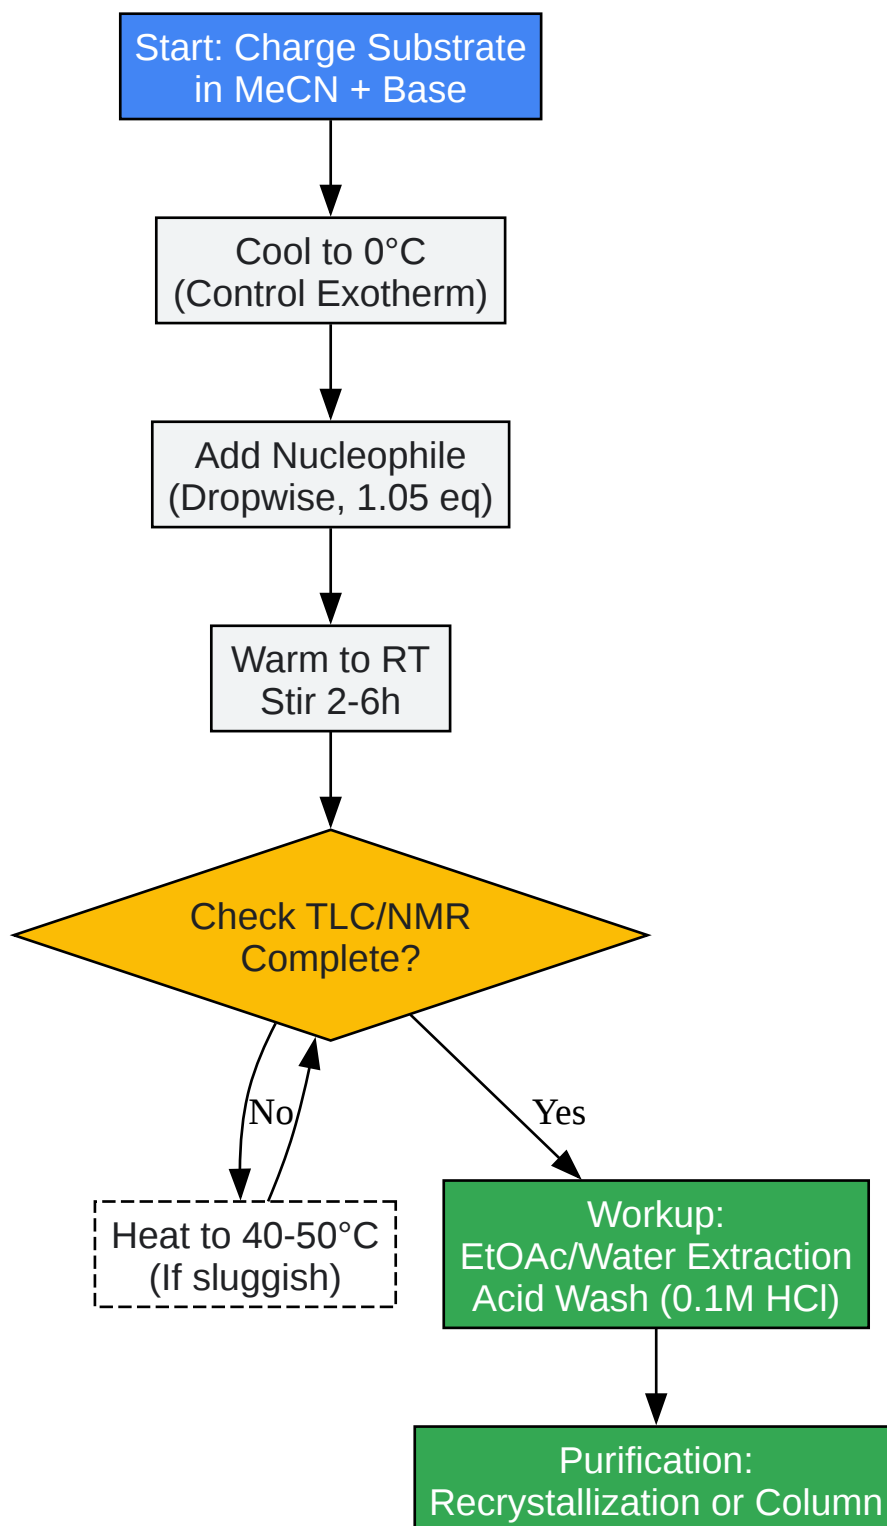 Start: Charge Substrate
in MeCN + Base
Cool to 0°C
(Control Exotherm)
Add Nucleophile
(Dropwise, 1.05 eq)
Warm to RT
Stir 2-6h
Check TLC/NMR
Complete?
No
Yes
Heat to 40-50°C
(If sluggish)
Workup:
EtOAc/Water Extraction
Acid Wash (0.1M HCl)
Purification:
Recrystallization or Column